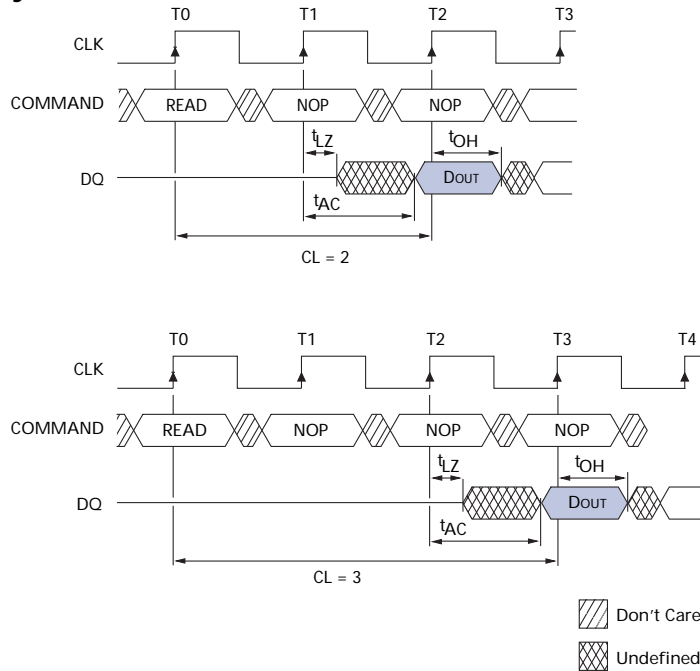 T0 T1 T2 T3
CLK
COMMAND READ NOP NOP
tLZ tOH
DQ DOUT
tAC
CL = 2
T0 T1 T2 T3 T4
CLK
COMMAND READ NOP NOP NOP
tLZ tOH
DQ DOUT
tAC
CL = 3
Don't Care
Undefined